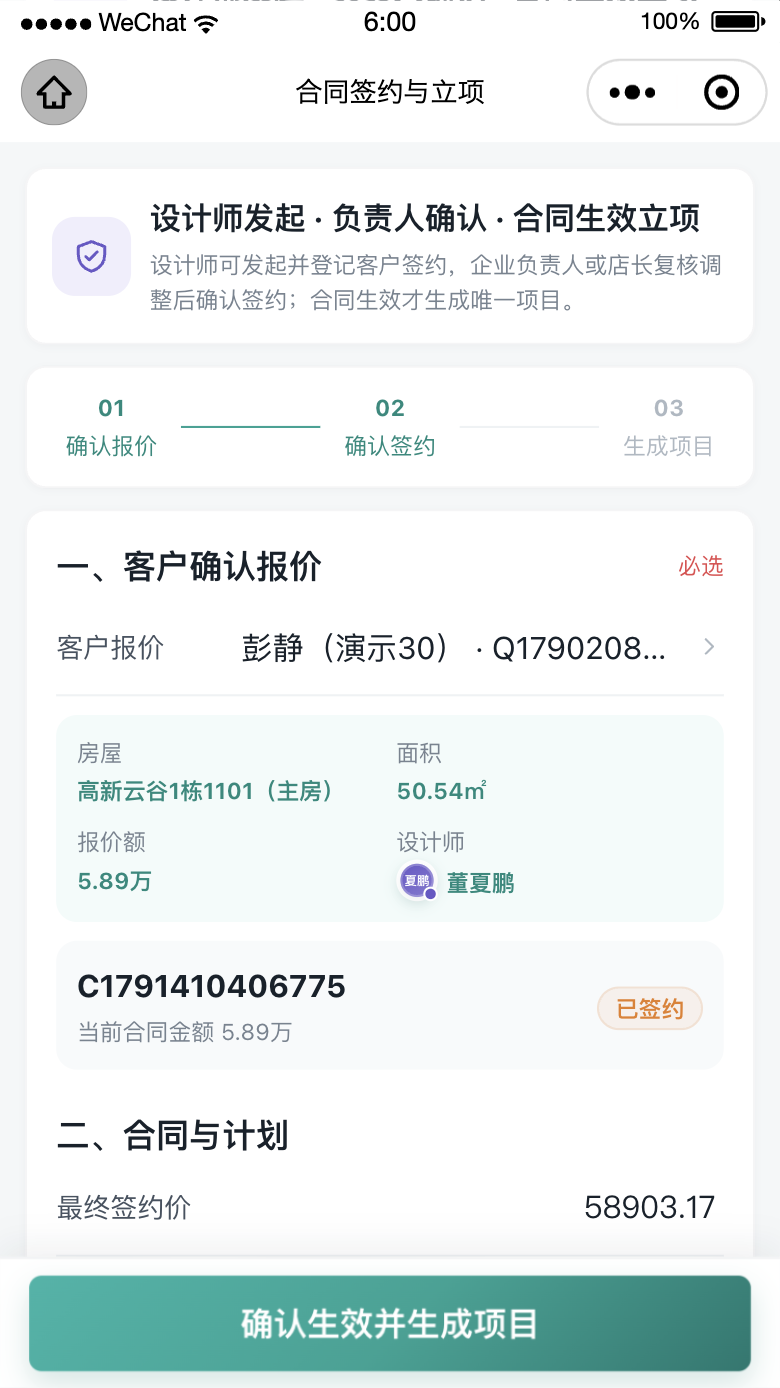 WeChat 6:00 100%
合同签约与立项
设计师发起 · 负责人确认 · 合同生效立项
设计师可发起并登记客户签约，企业负责人或店长复核调
整后确认签约；合同生效才生成唯一项目。
01 02 03
确认报价 确认签约 生成项目
一、客户确认报价 必选
客户报价 彭静（演示30） · Q1790208...
房屋 面积
高新云谷1栋1101（主房） 50.54㎡
报价额 设计师
5.89万 夏鹏 董夏鹏
C1791410406775
已签约
当前合同金额 5.89万
二、合同与计划
最终签约价 58903.17
确认生效并生成项目